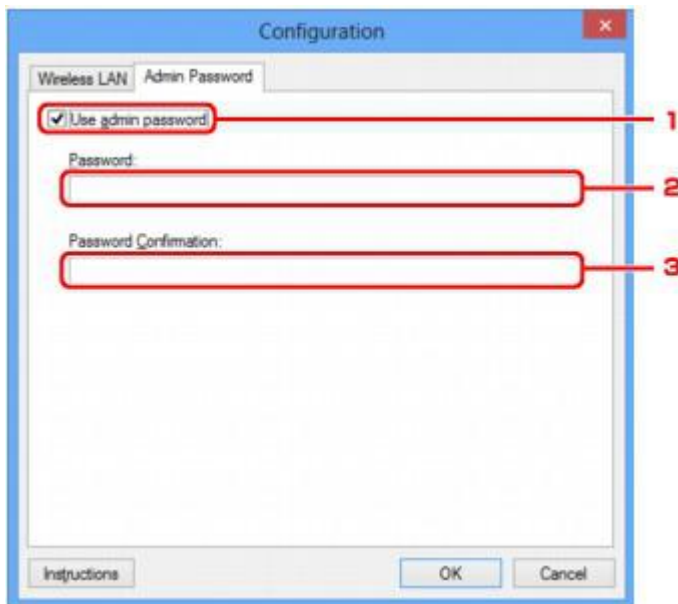 Configuration
Wireless LAN Admin Password
Use admin password 1
Password:
2
Password Confirmation:
3
Instructions OK Cancel